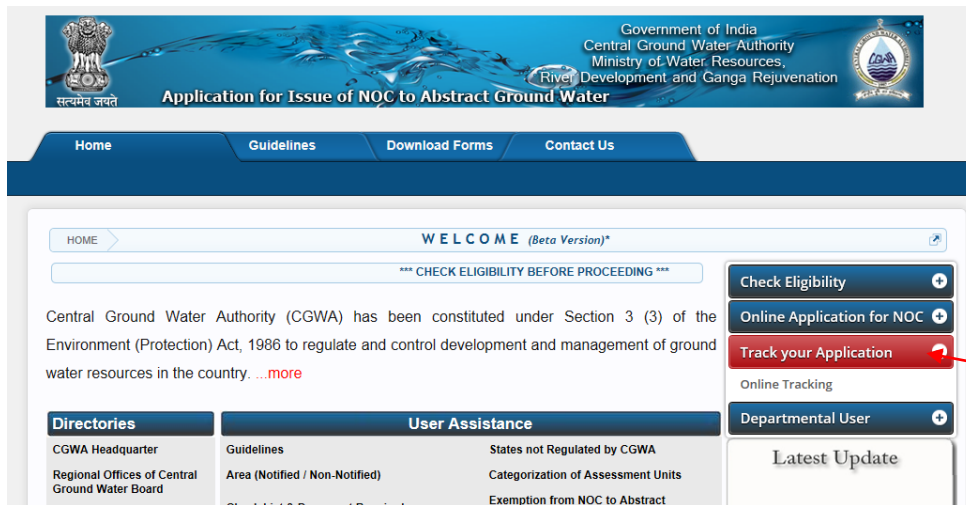 Government of India
Central Ground Water Authority
Ministry of Water Resources,
River Development and Ganga Rejuvenation
सत्यमेव जयते
Application for Issue of NOC to Abstract Ground Water
CGWA
Home Guidelines Download Forms Contact Us
HOME
WELCOME (Beta Version)*
*** CHECK ELIGIBILITY BEFORE PROCEEDING ***
Central Ground Water Authority (CGWA) has been constituted under Section 3 (3) of the
Environment (Protection) Act, 1986 to regulate and control development and management of ground
water resources in the country. ...more
Check Eligibility
Online Application for NOC
Track your Application
Online Tracking
Departmental User
Latest Update
Directories
CGWA Headquarter
Regional Offices of Central
Ground Water Board
User Assistance
Guidelines
Area (Notified / Non-Notified)
States not Regulated by CGWA
Categorization of Assessment Units
Exemption from NOC to Abstract